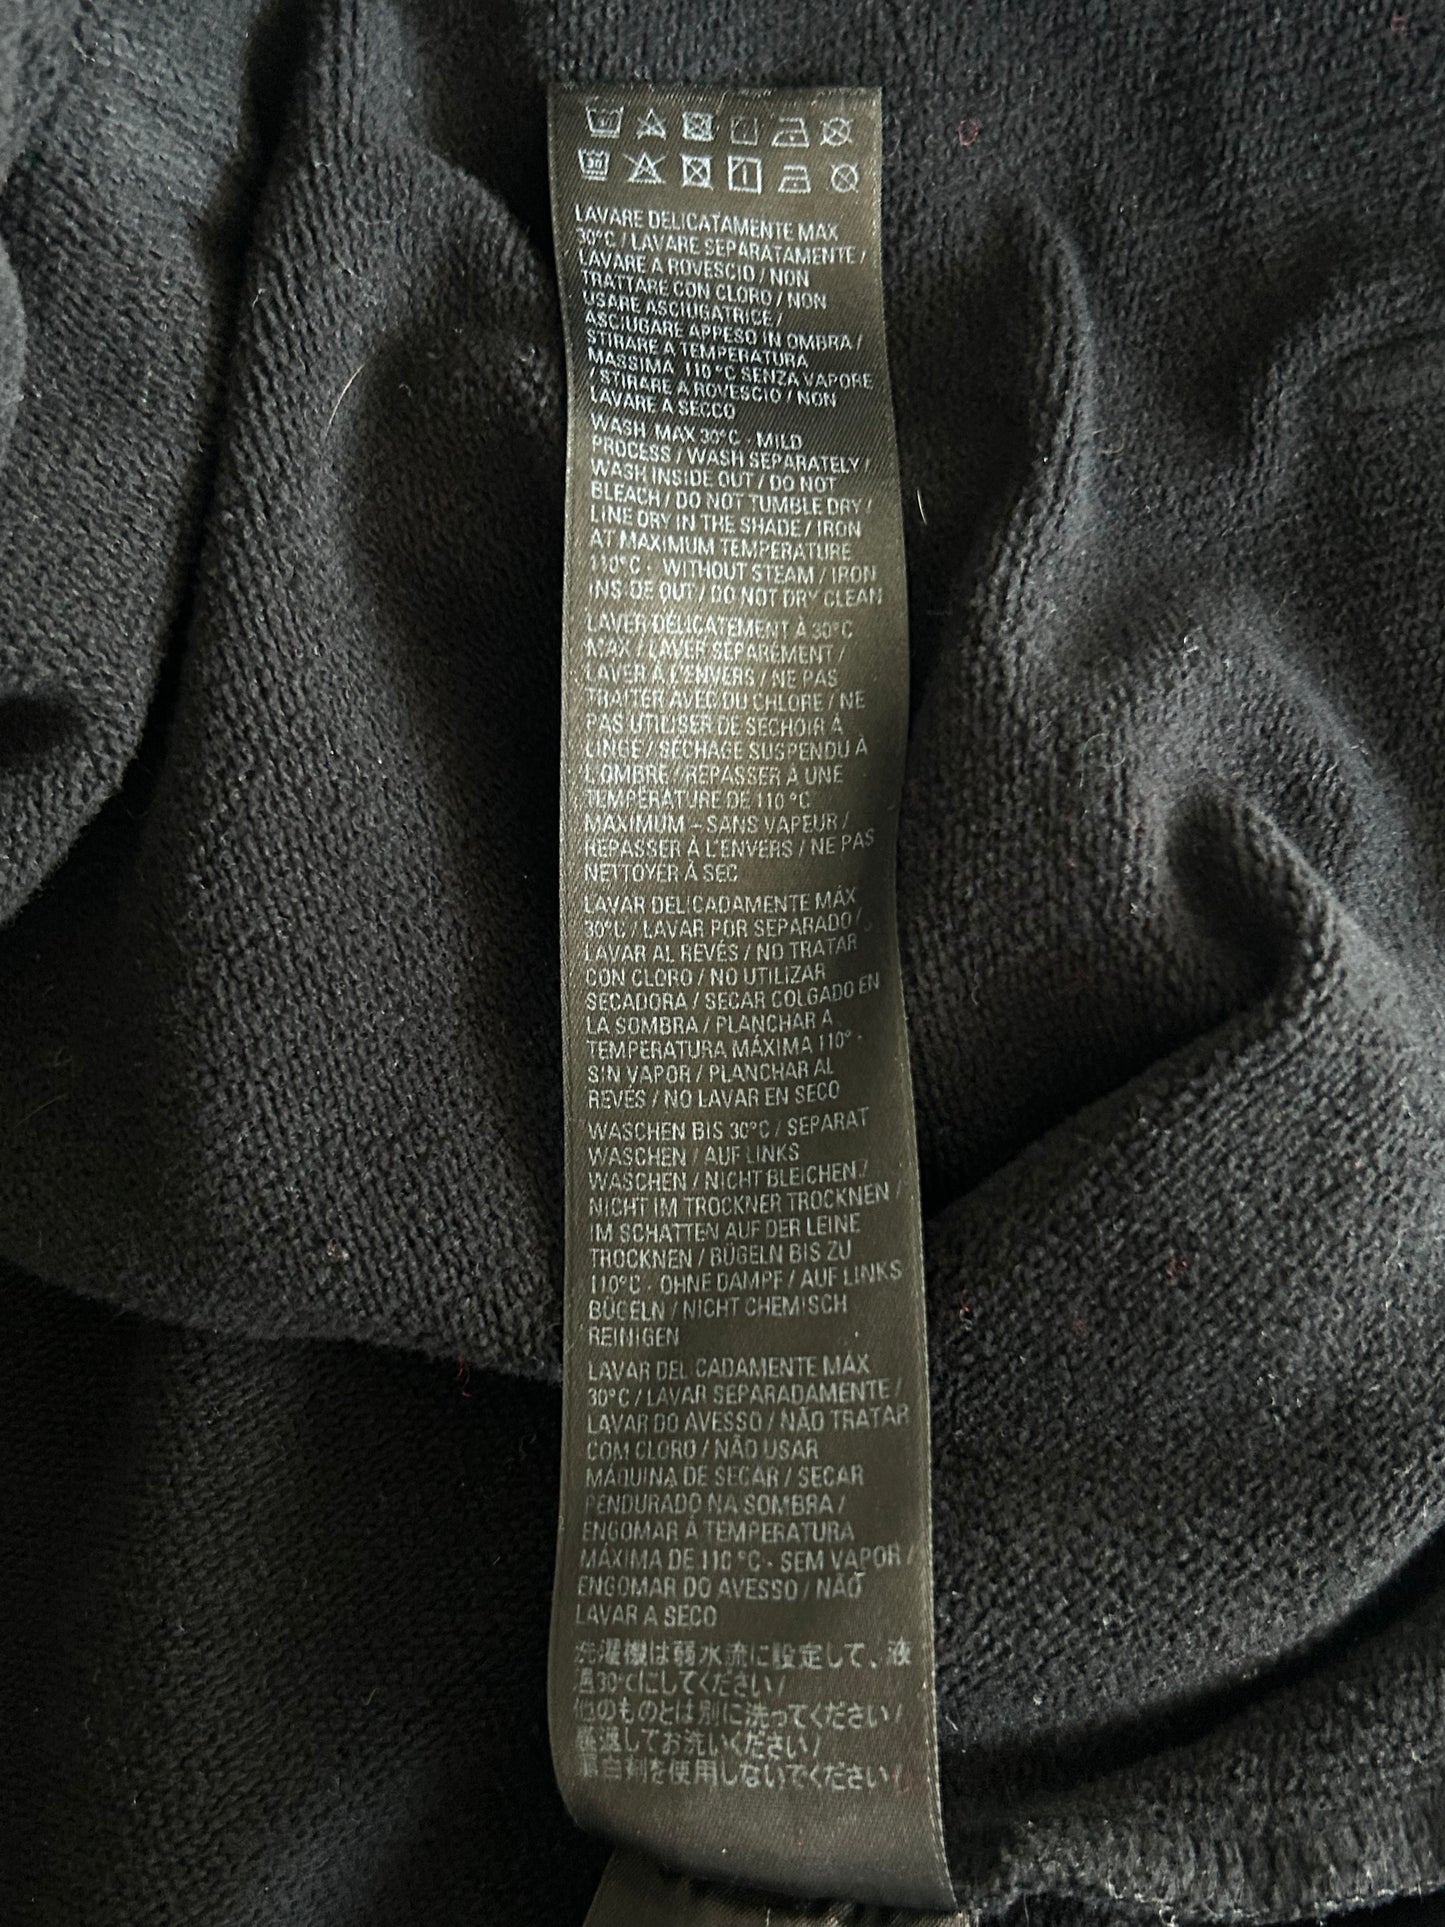 LAVARE DELICATAMENTE MAX
30°C / LAVARE SEPARATAMENTE /
LAVARE A ROVESCIO / NON
TRATTARE CON CLORO / NON
USARE ASCIUGATRICE /
ASCIUGARE APPESO IN OMBRA /
STIRARE A TEMPERATURA
MASSIMA 110 °C SENZA VAPORE
/ STIRARE A ROVESCIO / NON
LAVARE A SECCO
WASH MAX 30°C - MILD
PROCESS / WASH SEPARATELY /
WASH INSIDE OUT / DO NOT
BLEACH / DO NOT TUMBLE DRY /
LINE DRY IN THE SHADE / IRON
AT MAXIMUM TEMPERATURE
110°C - WITHOUT STEAM / IRON
INSIDE OUT / DO NOT DRY CLEAN
LAVER DÉLICATEMENT À 30°C
MAX / LAVER SÉPARÉMENT /
LAVER À L'ENVERS / NE PAS
TRAITER AVEC DU CHLORE / NE
PAS UTILISER DE SÉCHOIR À
LINGE / SÉCHAGE SUSPENDU À
L'OMBRE / REPASSER À UNE
TEMPÉRATURE DE 110 °C
MAXIMUM - SANS VAPEUR /
REPASSER À L'ENVERS / NE PAS
NETTOYER À SEC
LAVAR DELICADAMENTE MÁX
30°C / LAVAR POR SEPARADO /
LAVAR AL REVÉS / NO TRATAR
CON CLORO / NO UTILIZAR
SECADORA / SECAR COLGADO EN
LA SOMBRA / PLANCHAR A
TEMPERATURA MÁXIMA 110° -
SIN VAPOR / PLANCHAR AL
REVÉS / NO LAVAR EN SECO
WASCHEN BIS 30°C / SEPARAT
WASCHEN / AUF LINKS
WASCHEN / NICHT BLEICHEN /
NICHT IM TROCKNER TROCKNEN /
IM SCHATTEN AUF DER LEINE
TROCKNEN / BÜGELN BIS ZU
110°C - OHNE DAMPF / AUF LINKS
BÜGELN / NICHT CHEMISCH
REINIGEN
LAVAR DELICADAMENTE MÁX
30°C / LAVAR SEPARADAMENTE /
LAVAR DO AVESSO / NÃO TRATAR
COM CLORO / NÃO USAR
MÁQUINA DE SECAR / SECAR
PENDURADO NA SOMBRA /
ENGOMAR À TEMPERATURA
MÁXIMA DE 110 °C - SEM VAPOR /
ENGOMAR DO AVESSO / NÃO
LAVAR A SECO
洗濯機は弱水流に設定して、液
温30℃にしてください /
他のものとは別に洗ってください /
裏返してお洗いください /
漂白剤を使用しないでください /